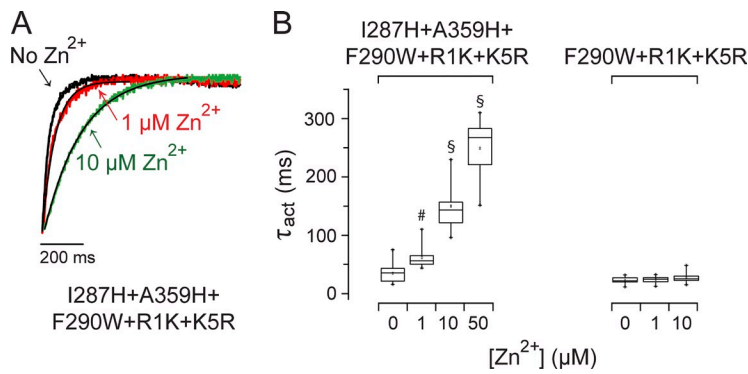 A
No Zn²⁺
1 µM Zn²⁺
10 µM Zn²⁺
200 ms
I287H+A359H+
F290W+R1K+K5R
B
I287H+A359H+
F290W+R1K+K5R
F290W+R1K+K5R
τact (ms)
300
200
100
0
#
§
§
0 1 10 50
0 1 10
[Zn²⁺] (µM)